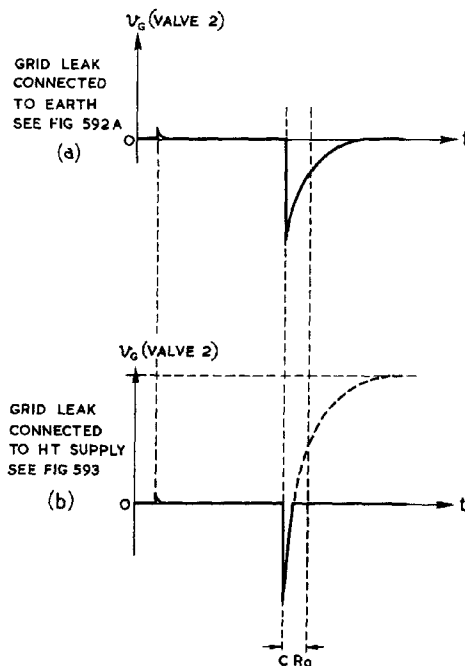 v_G (VALVE 2)
GRID LEAK
CONNECTED
TO EARTH
SEE FIG 592A
(a)
O
t
v_G (VALVE 2)
GRID LEAK
CONNECTED
TO HT SUPPLY
SEE FIG 593
(b)
O
t
C Rg